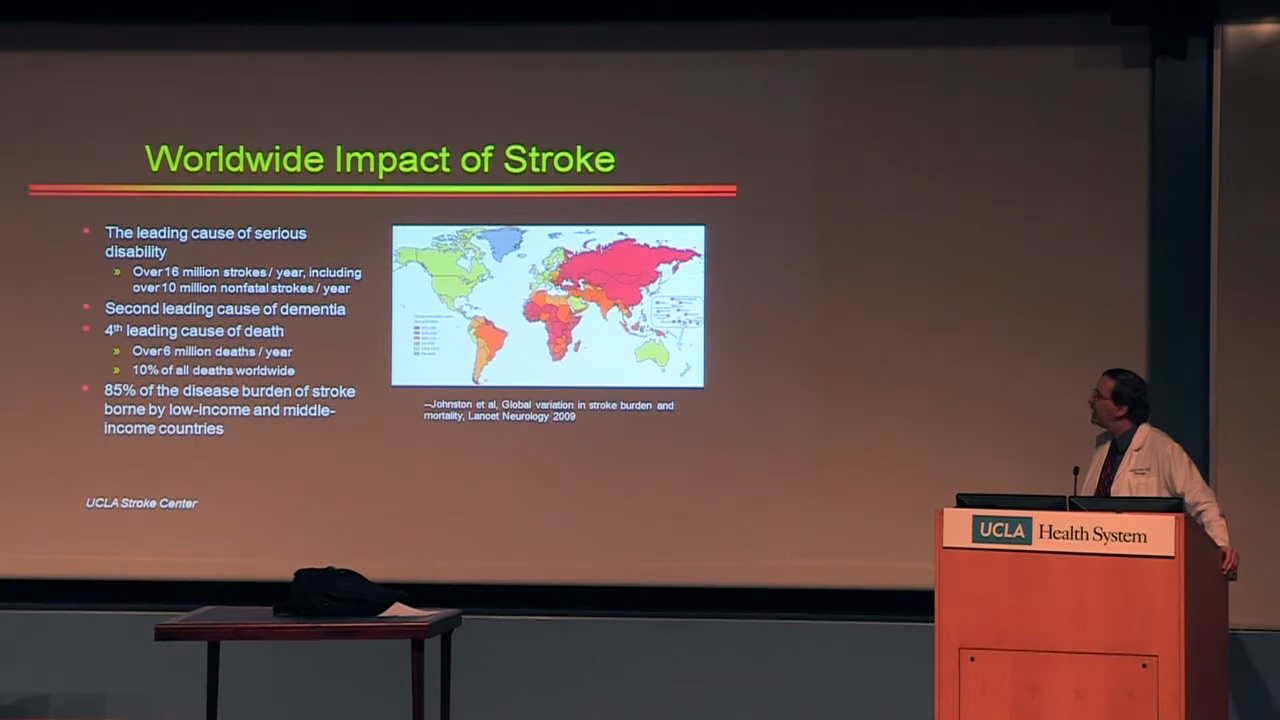 Worldwide Impact of Stroke
The leading cause of serious
disability
» Over 16 million strokes / year, including
over 10 million nonfatal strokes / year
Second leading cause of dementia
4th leading cause of death
» Over 6 million deaths / year
» 10% of all deaths worldwide
85% of the disease burden of stroke
borne by low-income and middle-
income countries
–Johnston et al, Global variation in stroke burden and
mortality, Lancet Neurology 2009
UCLA Stroke Center
UCLA Health System